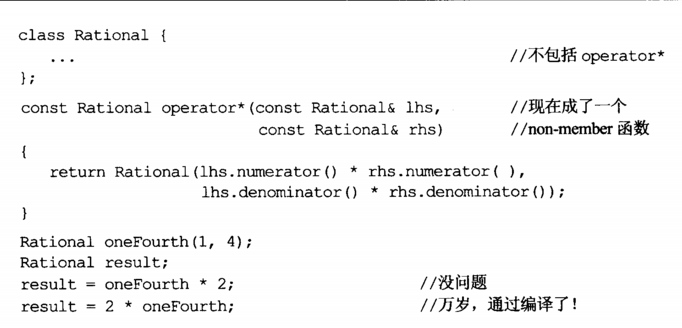 class Rational {
... //不包括 operator*
};
const Rational operator*(const Rational& lhs, //现在成了一个
const Rational& rhs) //non-member 函数
{
return Rational(lhs.numerator() * rhs.numerator( ),
lhs.denominator() * rhs.denominator());
}
Rational oneFourth(1, 4);
Rational result;
result = oneFourth * 2; //没问题
result = 2 * oneFourth; //万岁，通过编译了！